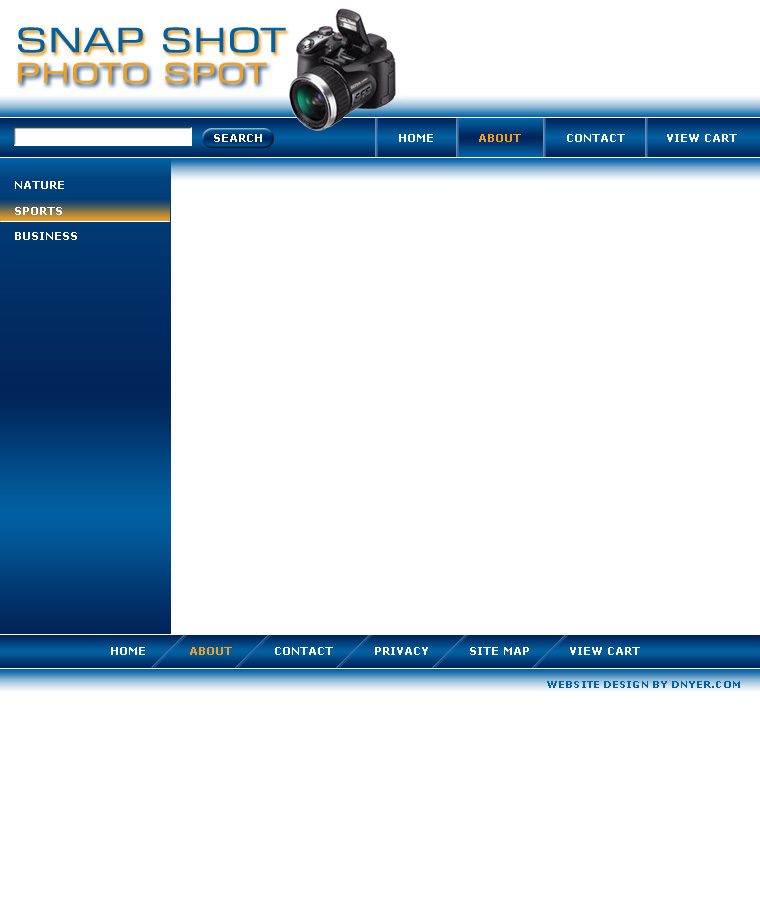 SNAP SHOT
PHOTO SPOT
SEARCH
HOME ABOUT CONTACT VIEW CART
NATURE
SPORTS
BUSINESS
HOME ABOUT CONTACT PRIVACY SITE MAP VIEW CART
WEBSITE DESIGN BY DNYER.COM